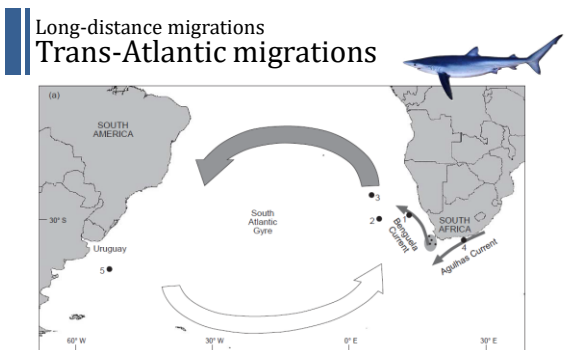 Long-distance migrations
Trans-Atlantic migrations
(a)
SOUTH
AMERICA
3
South
Atlantic
Gyre
2
1
SOUTH
AFRICA
Benguela
Current
4
Agulhas Current
30° S
Uruguay
5
60° W
30° W
0° E
30° E